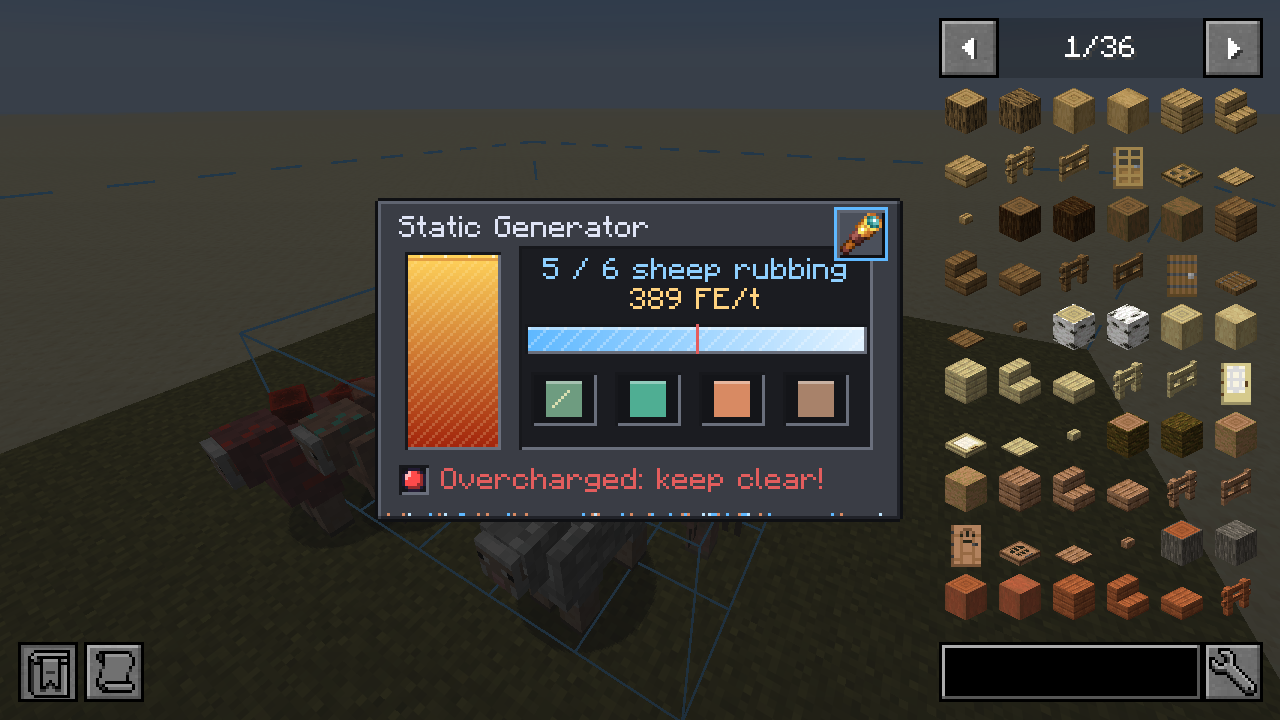 1/36
Static Generator
5 / 6 sheep rubbing
389 FE/t
Overcharged: keep clear!